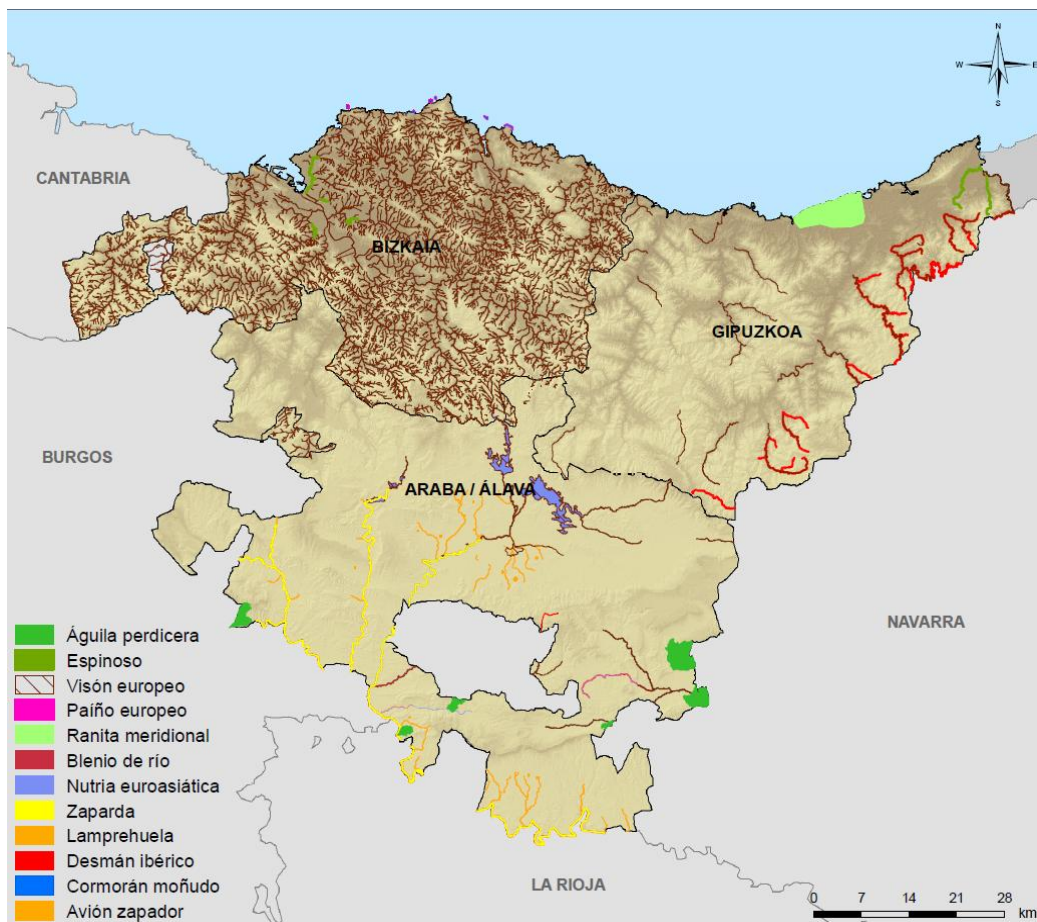 N
W
E
S
CANTABRIA
BIZKAIA
GIPUZKOA
BURGOS
ARABA / ÁLAVA
NAVARRA
LA RIOJA
Águila perdicera
Espinoso
Visón europeo
Paíño europeo
Ranita meridional
Blenio de río
Nutria euroasiática
Zaparda
Lamprehuela
Desmán ibérico
Cormorán moñudo
Avión zapador
0 7 14 21 28
km